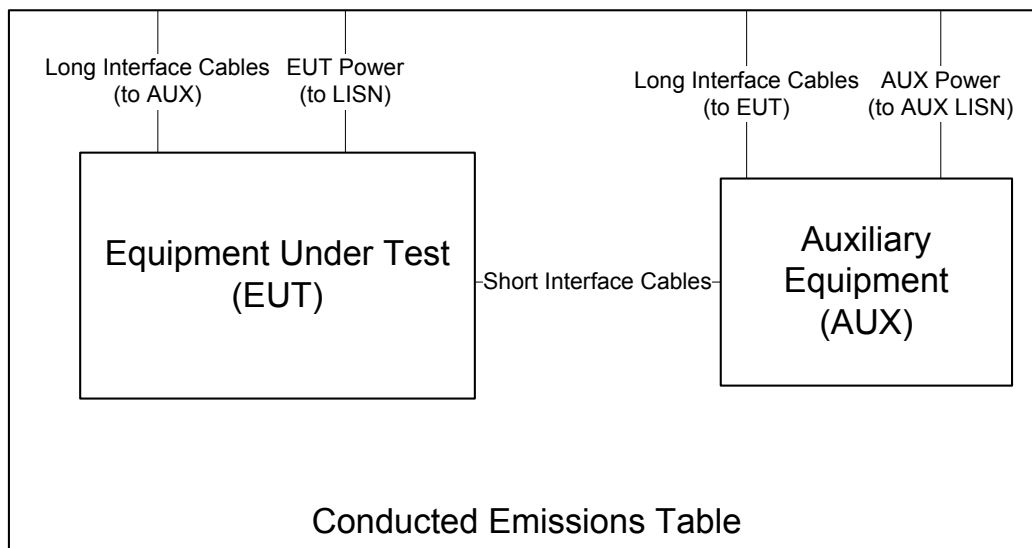 Long Interface Cables
(to AUX)
EUT Power
(to LISN)
Long Interface Cables
(to EUT)
AUX Power
(to AUX LISN)
Equipment Under Test
(EUT)
Short Interface Cables
Auxiliary
Equipment
(AUX)
Conducted Emissions Table